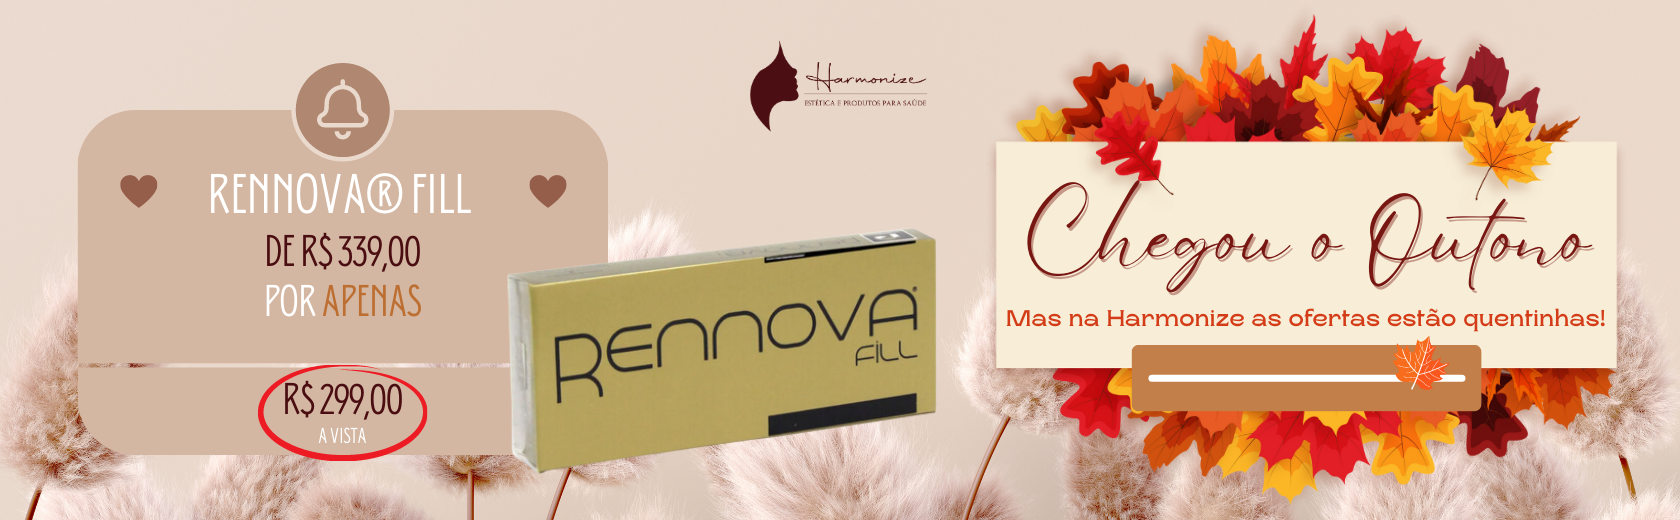 RENNOVA® FILL
DE R$ 339,00
POR APENAS
R$ 299,00
A VISTA
RENNOVA®
FILL
Harmonize
ESTÉTICA E PRODUTOS PARA SAÚDE
Chegou o Outono
Mas na Harmonize as ofertas estão quentinhas!